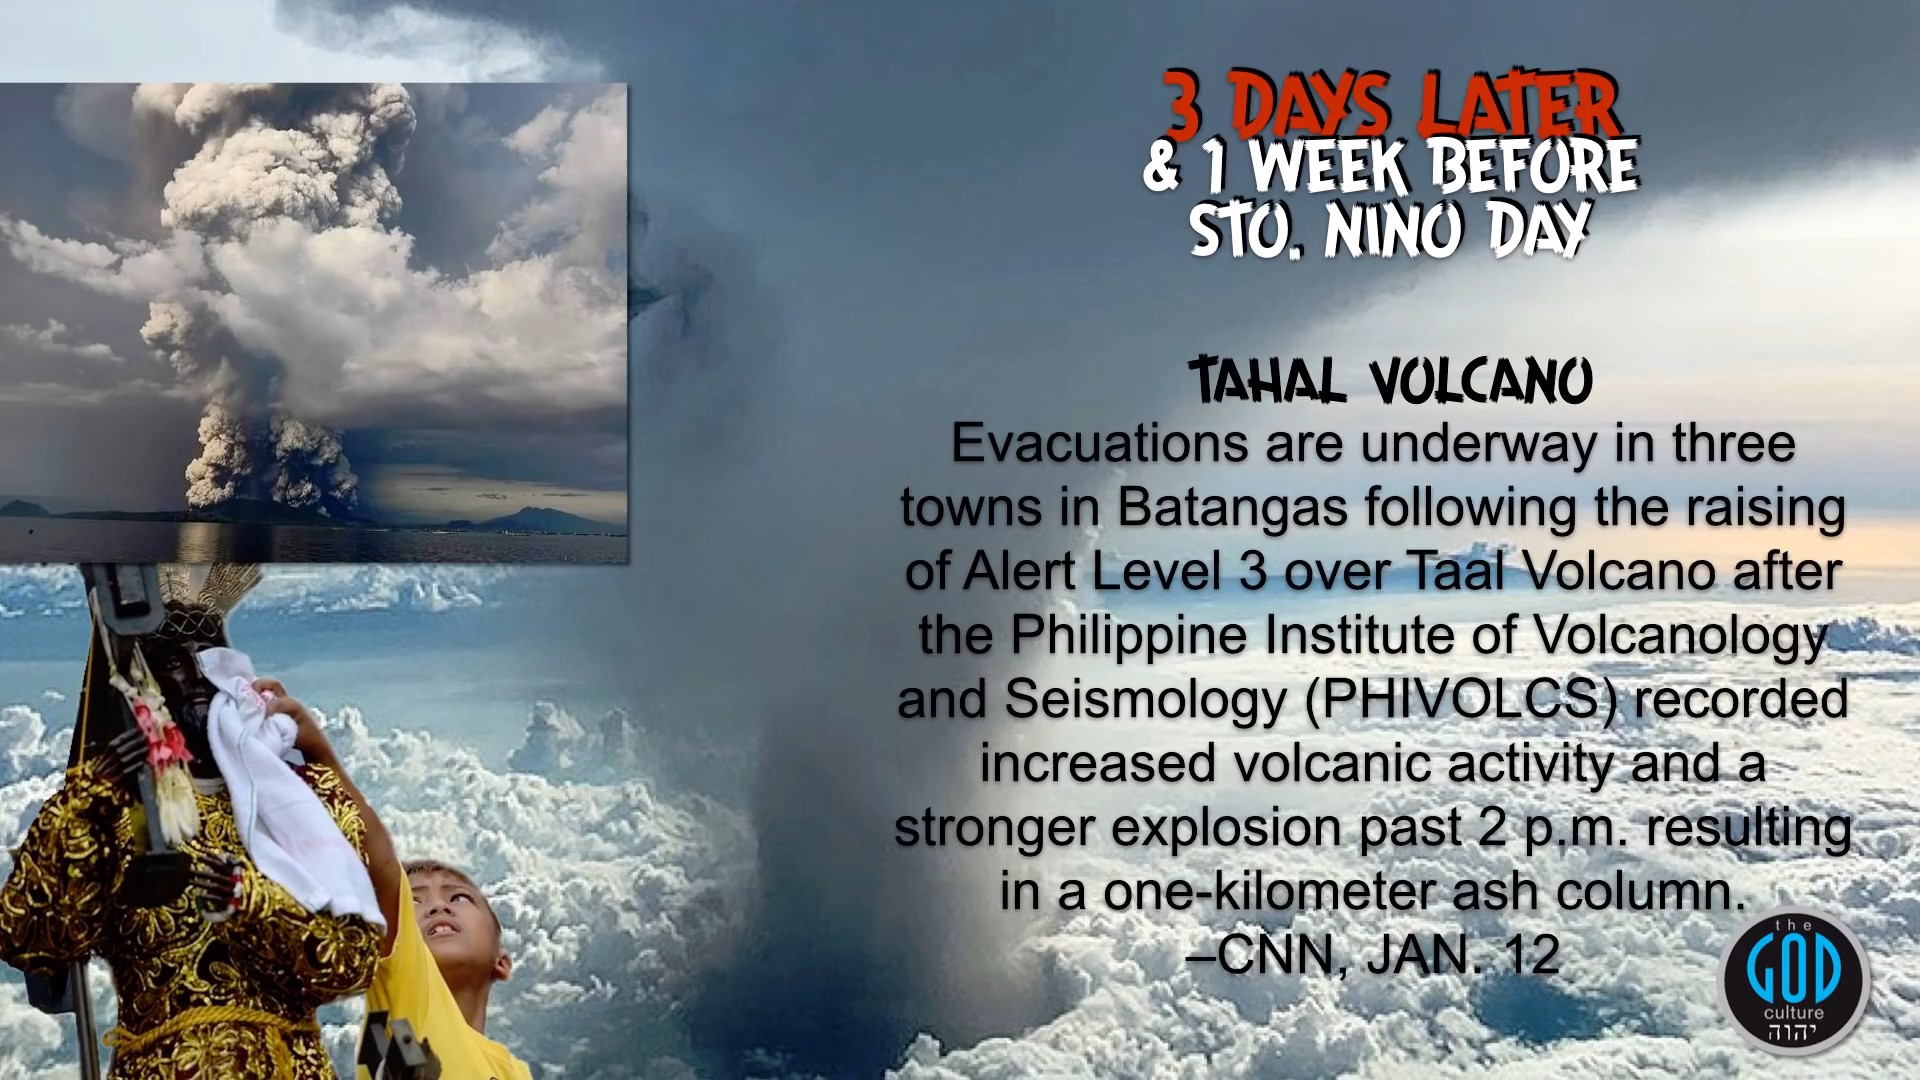 3 DAYS LATER
& 1 WEEK BEFORE
STO. NINO DAY
TAHAL VOLCANO
Evacuations are underway in three
towns in Batangas following the raising
of Alert Level 3 over Taal Volcano after
the Philippine Institute of Volcanology
and Seismology (PHIVOLCS) recorded
increased volcanic activity and a
stronger explosion past 2 p.m. resulting
in a one-kilometer ash column.
–CNN, JAN. 12
the
GOD
culture
יהוה